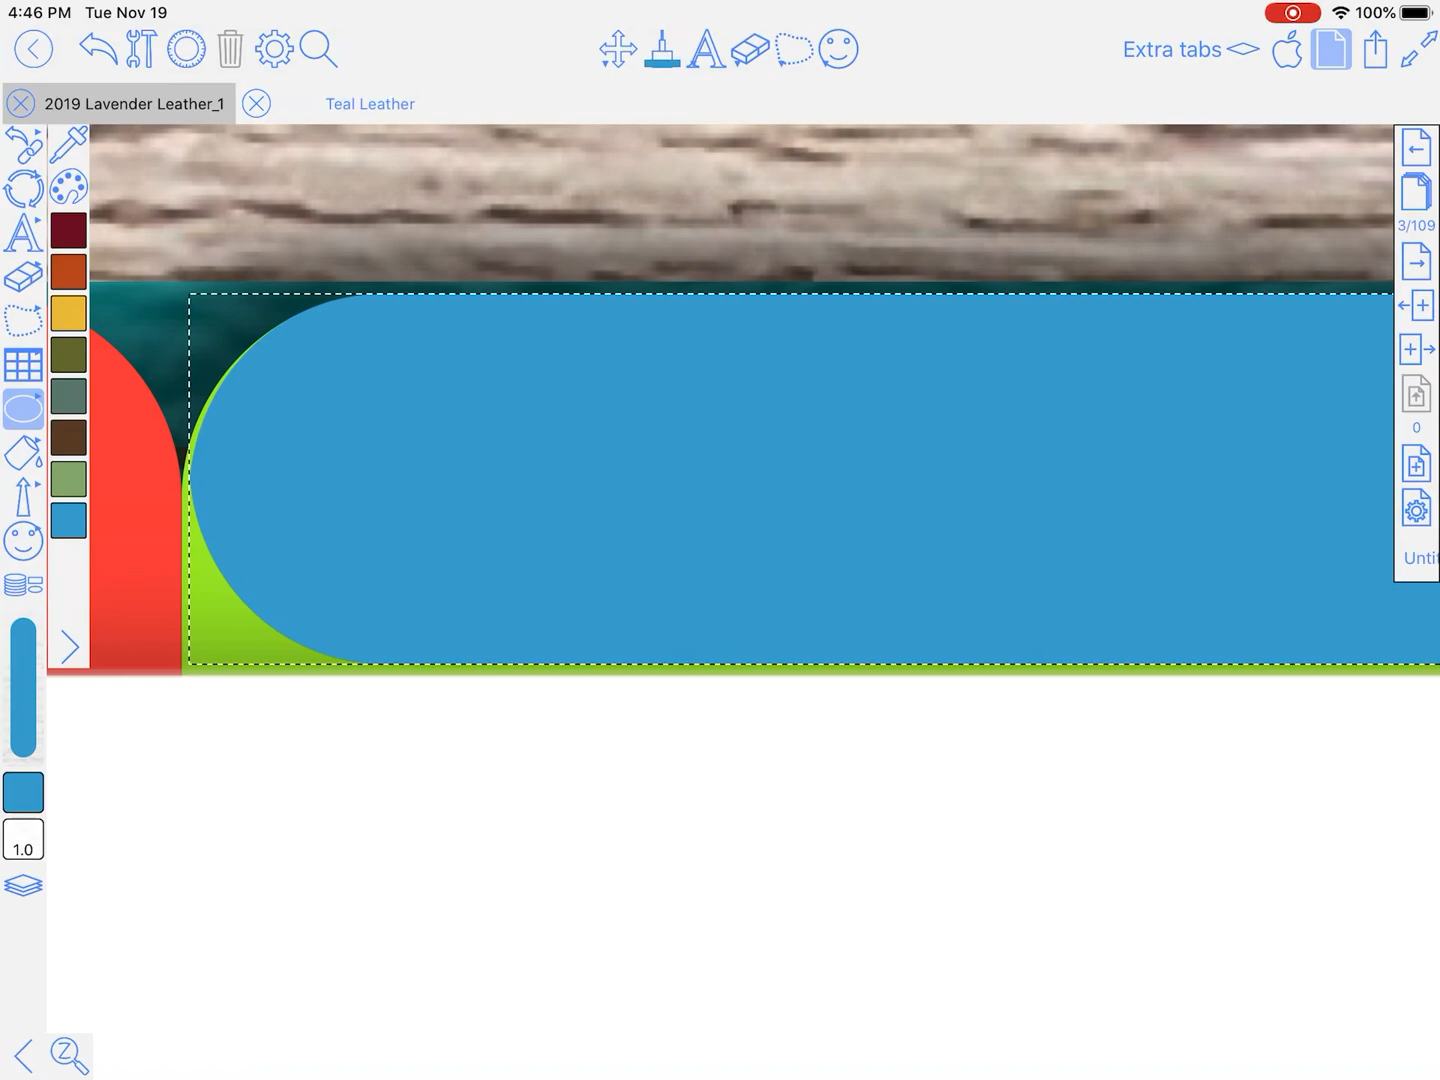 4:46 PM Tue Nov 19
100%
Extra tabs
2019 Lavender Leather_1
Teal Leather
3/109
0
Unti
1.0
Z